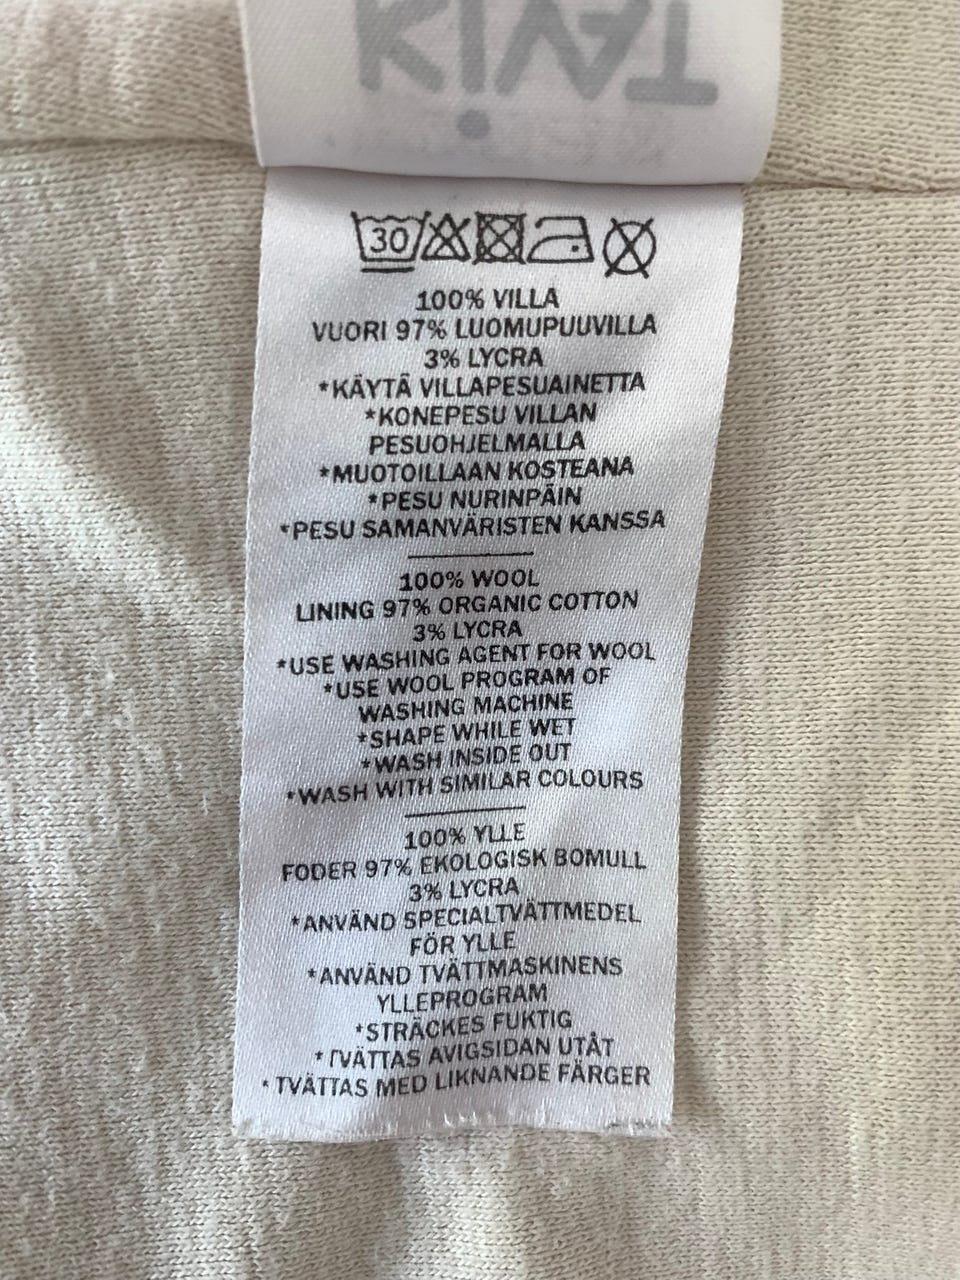 30
100% VILLA
VUORI 97% LUOMUPUUVILLA
3% LYCRA
*KÄYTÄ VILLAPESUAINETTA
*KONEPESU VILLAN
PESUOHJELMALLA
*MUOTOILLAAN KOSTEANA
*PESU NURINPÄIN
*PESU SAMANVÄRISTEN KANSSA
100% WOOL
LINING 97% ORGANIC COTTON
3% LYCRA
*USE WASHING AGENT FOR WOOL
*USE WOOL PROGRAM OF
WASHING MACHINE
*SHAPE WHILE WET
*WASH INSIDE OUT
*WASH WITH SIMILAR COLOURS
100% YLLE
FODER 97% EKOLOGISK BOMULL
3% LYCRA
*ANVÄND SPECIALTVÄTTMEDEL
FÖR YLLE
*ANVÄND TVÄTTMASKINENS
YLLEPROGRAM
*STRÄCKES FUKTIG
*TVÄTTAS AVIGSIDAN UTÅT
*TVÄTTAS MED LIKNANDE FÄRGER